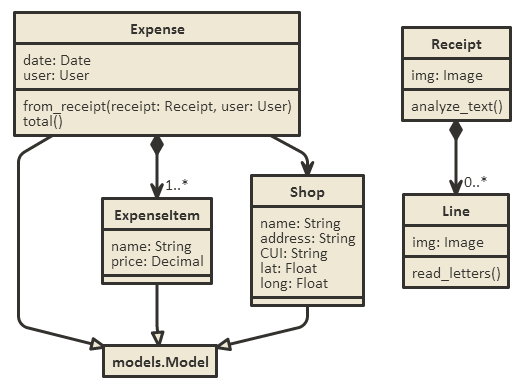 Expense
date: Date
user: User
from_receipt(receipt: Receipt, user: User)
total()
Receipt
img: Image
analyze_text()
1..*
0..*
ExpenseItem
name: String
price: Decimal
Shop
name: String
address: String
CUI: String
lat: Float
long: Float
Line
img: Image
read_letters()
models.Model